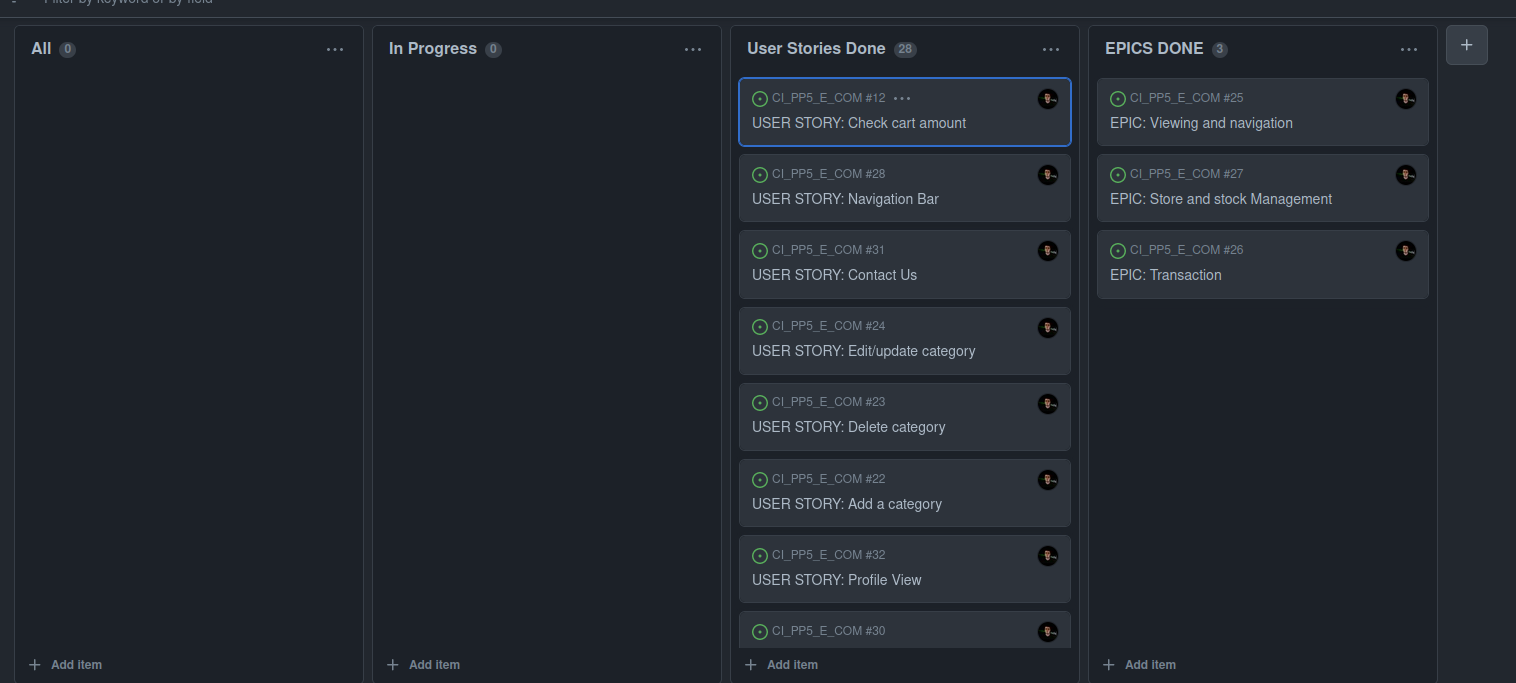 Filter by keyword or by field
All 0
In Progress 0
User Stories Done 28
EPICS DONE 3
CI_PP5_E_COM #12
USER STORY: Check cart amount
CI_PP5_E_COM #28
USER STORY: Navigation Bar
CI_PP5_E_COM #31
USER STORY: Contact Us
CI_PP5_E_COM #24
USER STORY: Edit/update category
CI_PP5_E_COM #23
USER STORY: Delete category
CI_PP5_E_COM #22
USER STORY: Add a category
CI_PP5_E_COM #32
USER STORY: Profile View
CI_PP5_E_COM #30
CI_PP5_E_COM #25
EPIC: Viewing and navigation
CI_PP5_E_COM #27
EPIC: Store and stock Management
CI_PP5_E_COM #26
EPIC: Transaction
Add item
Add item
Add item
Add item